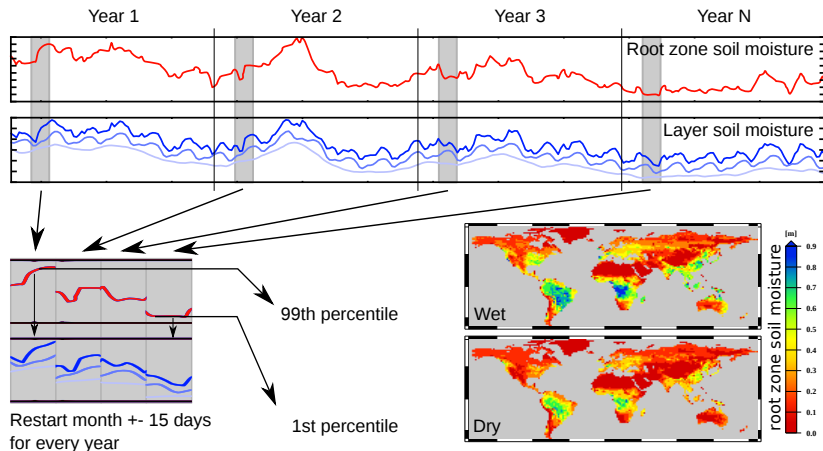 Year 1
Year 2
Year 3
Year N
Root zone soil moisture
Layer soil moisture
99th percentile
1st percentile
Restart month +- 15 days
for every year
Wet
Dry
root zone soil moisture
[m]
0.9
0.8
0.7
0.6
0.5
0.4
0.3
0.2
0.1
0.0